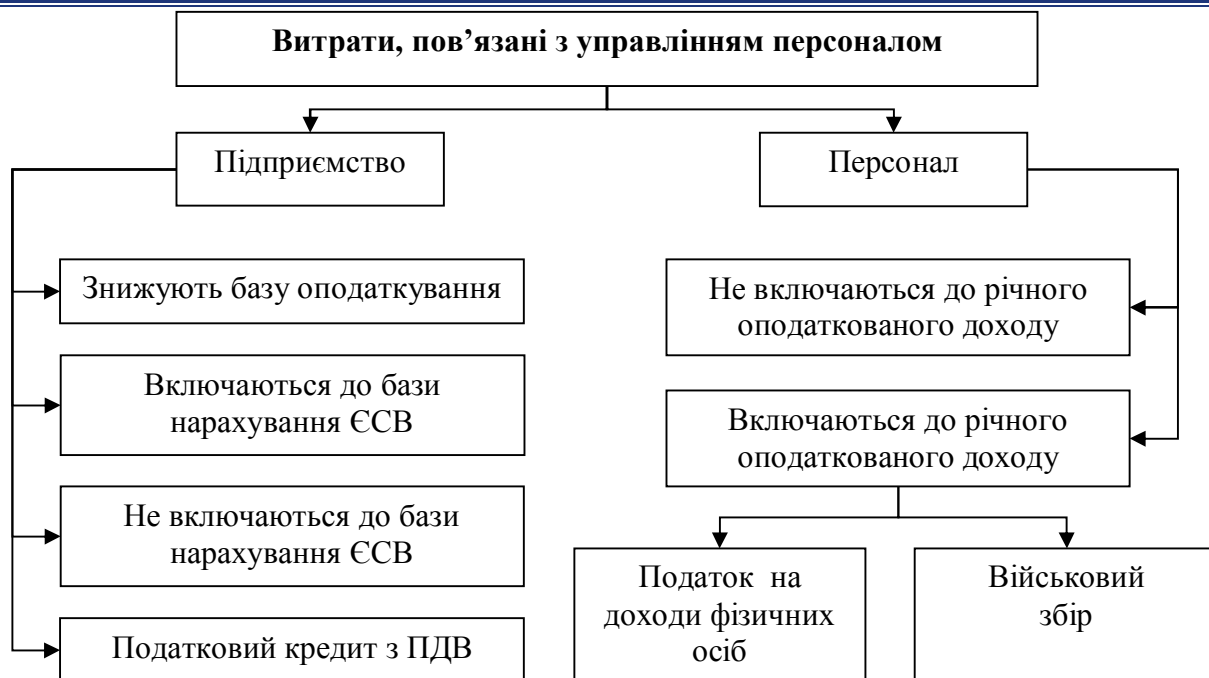 Витрати, пов’язані з управлінням персоналом
Підприємство
Персонал
Знижують базу оподаткування
Включаються до бази
нарахування ЄСВ
Не включаються до бази
нарахування ЄСВ
Податковий кредит з ПДВ
Не включаються до річного
оподаткованого доходу
Включаються до річного
оподаткованого доходу
Податок на
доходи фізичних
осіб
Військовий
збір